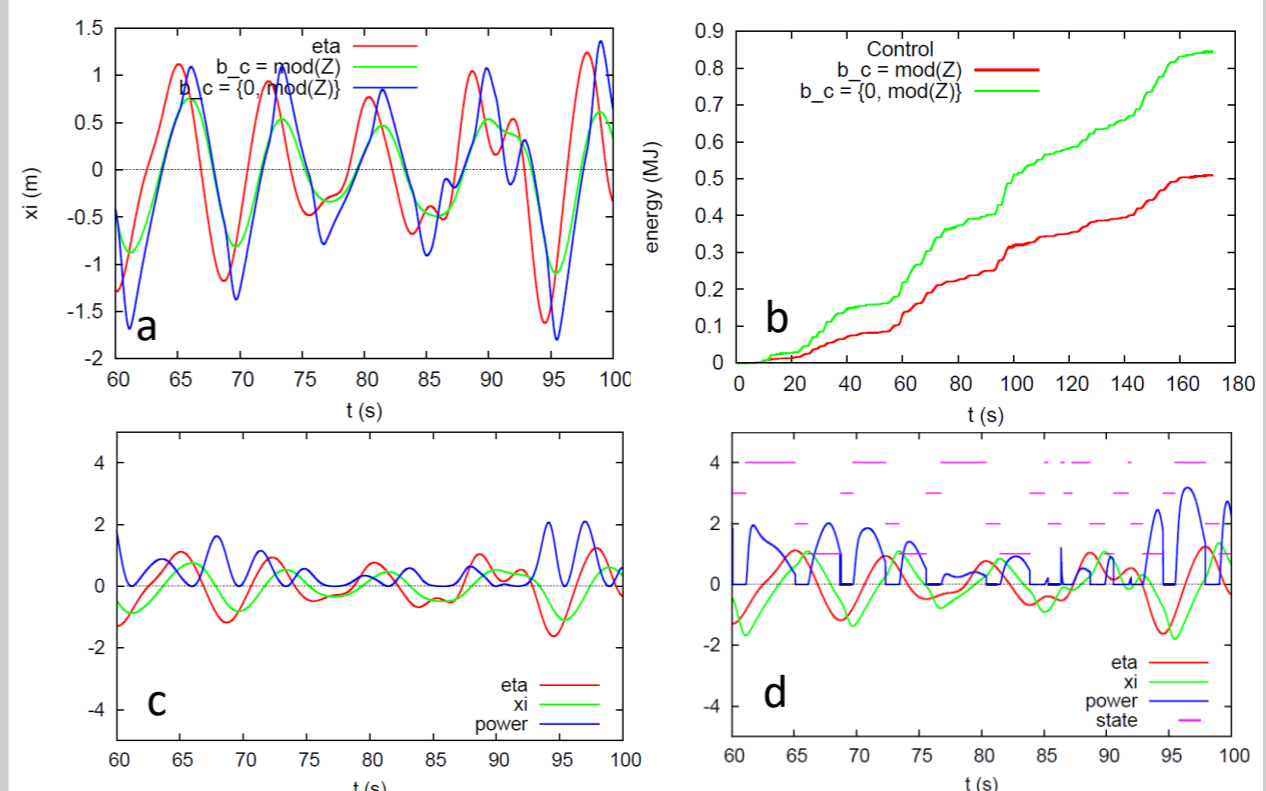 1.5
1
0.5
0
-0.5
-1
-1.5
-2
xi (m)
eta
b_c = mod(Z)
b_c = {0, mod(Z)}
a
60 65 70 75 80 85 90 95 100
t (s)
0.9
0.8
0.7
0.6
0.5
0.4
0.3
0.2
0.1
0
energy (MJ)
Control
b_c = mod(Z)
b_c = {0, mod(Z)}
b
0 20 40 60 80 100 120 140 160 180
t (s)
4
2
0
-2
-4
c
eta
xi
power
60 65 70 75 80 85 90 95 100
t (s)
4
2
0
-2
-4
d
eta
xi
power
state
60 65 70 75 80 85 90 95 100
t (s)